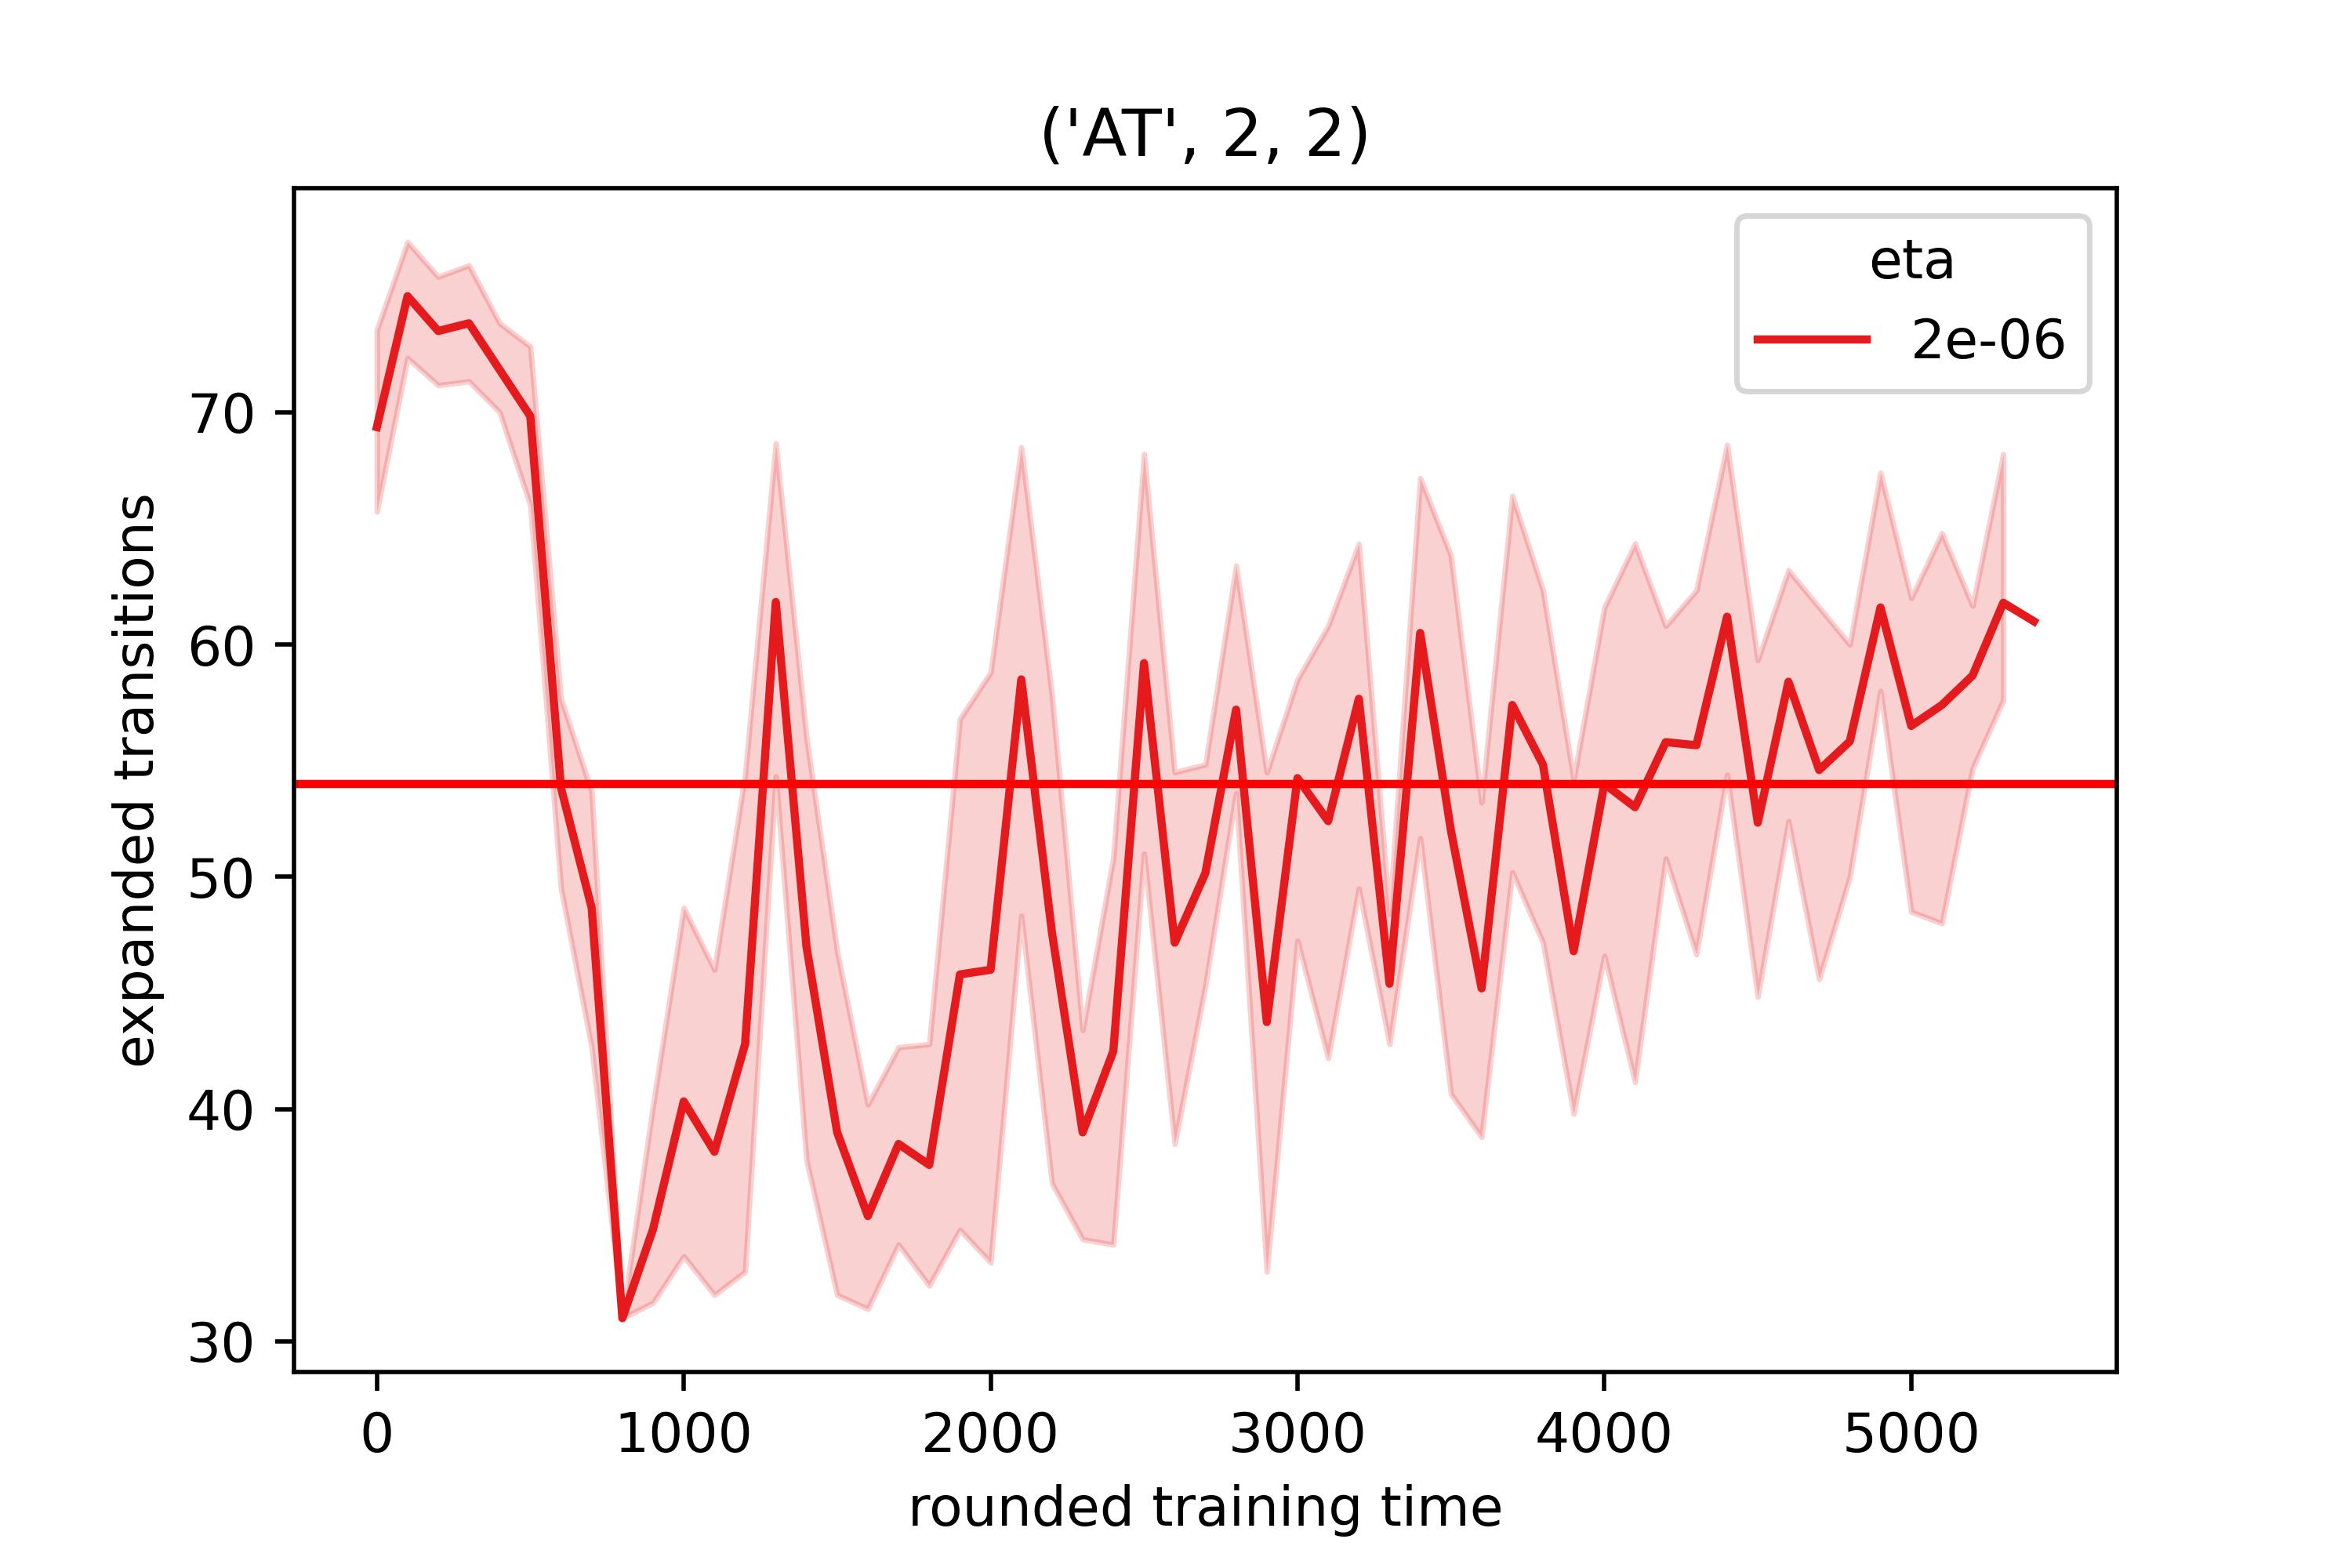 ('AT', 2, 2)
eta
2e-06
expanded transitions
70
60
50
40
30
0 1000 2000 3000 4000 5000
rounded training time